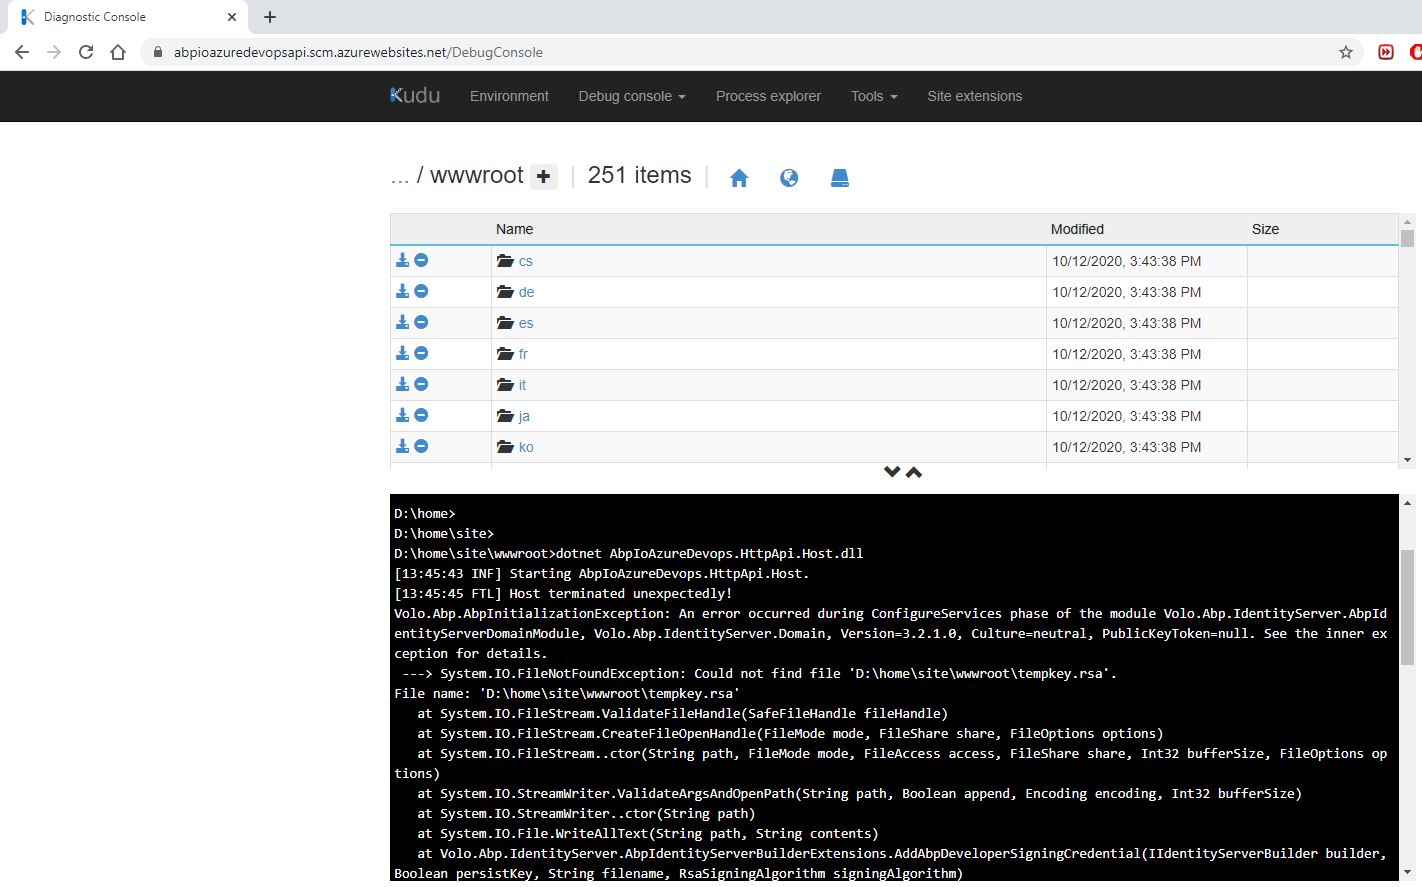 Diagnostic Console
abpioazuredevopsapi.scm.azurewebsites.net/DebugConsole
Kudu Environment Debug console Process explorer Tools Site extensions
... / wwwroot + | 251 items |
Name Modified Size
cs 10/12/2020, 3:43:38 PM
de 10/12/2020, 3:43:38 PM
es 10/12/2020, 3:43:38 PM
fr 10/12/2020, 3:43:38 PM
it 10/12/2020, 3:43:38 PM
ja 10/12/2020, 3:43:38 PM
ko 10/12/2020, 3:43:38 PM
D:\home>
D:\home\site>
D:\home\site\wwwroot>dotnet AbpIoAzureDevops.HttpApi.Host.dll
[13:45:43 INF] Starting AbpIoAzureDevops.HttpApi.Host.
[13:45:45 FTL] Host terminated unexpectedly!
Volo.Abp.AbpInitializationException: An error occurred during ConfigureServices phase of the module Volo.Abp.IdentityServer.AbpId
entityServerDomainModule, Volo.Abp.IdentityServer.Domain, Version=3.2.1.0, Culture=neutral, PublicKeyToken=null. See the inner ex
ception for details.
 ---> System.IO.FileNotFoundException: Could not find file 'D:\home\site\wwwroot\tempkey.rsa'.
File name: 'D:\home\site\wwwroot\tempkey.rsa'
   at System.IO.FileStream.ValidateFileHandle(SafeFileHandle fileHandle)
   at System.IO.FileStream.CreateFileOpenHandle(FileMode mode, FileShare share, FileOptions options)
   at System.IO.FileStream..ctor(String path, FileMode mode, FileAccess access, FileShare share, Int32 bufferSize, FileOptions op
tions)
   at System.IO.StreamWriter.ValidateArgsAndOpenPath(String path, Boolean append, Encoding encoding, Int32 bufferSize)
   at System.IO.StreamWriter..ctor(String path)
   at System.IO.File.WriteAllText(String path, String contents)
   at Volo.Abp.IdentityServer.AbpIdentityServerBuilderExtensions.AddAbpDeveloperSigningCredential(IIdentityServerBuilder builder,
Boolean persistKey, String filename, RsaSigningAlgorithm signingAlgorithm)